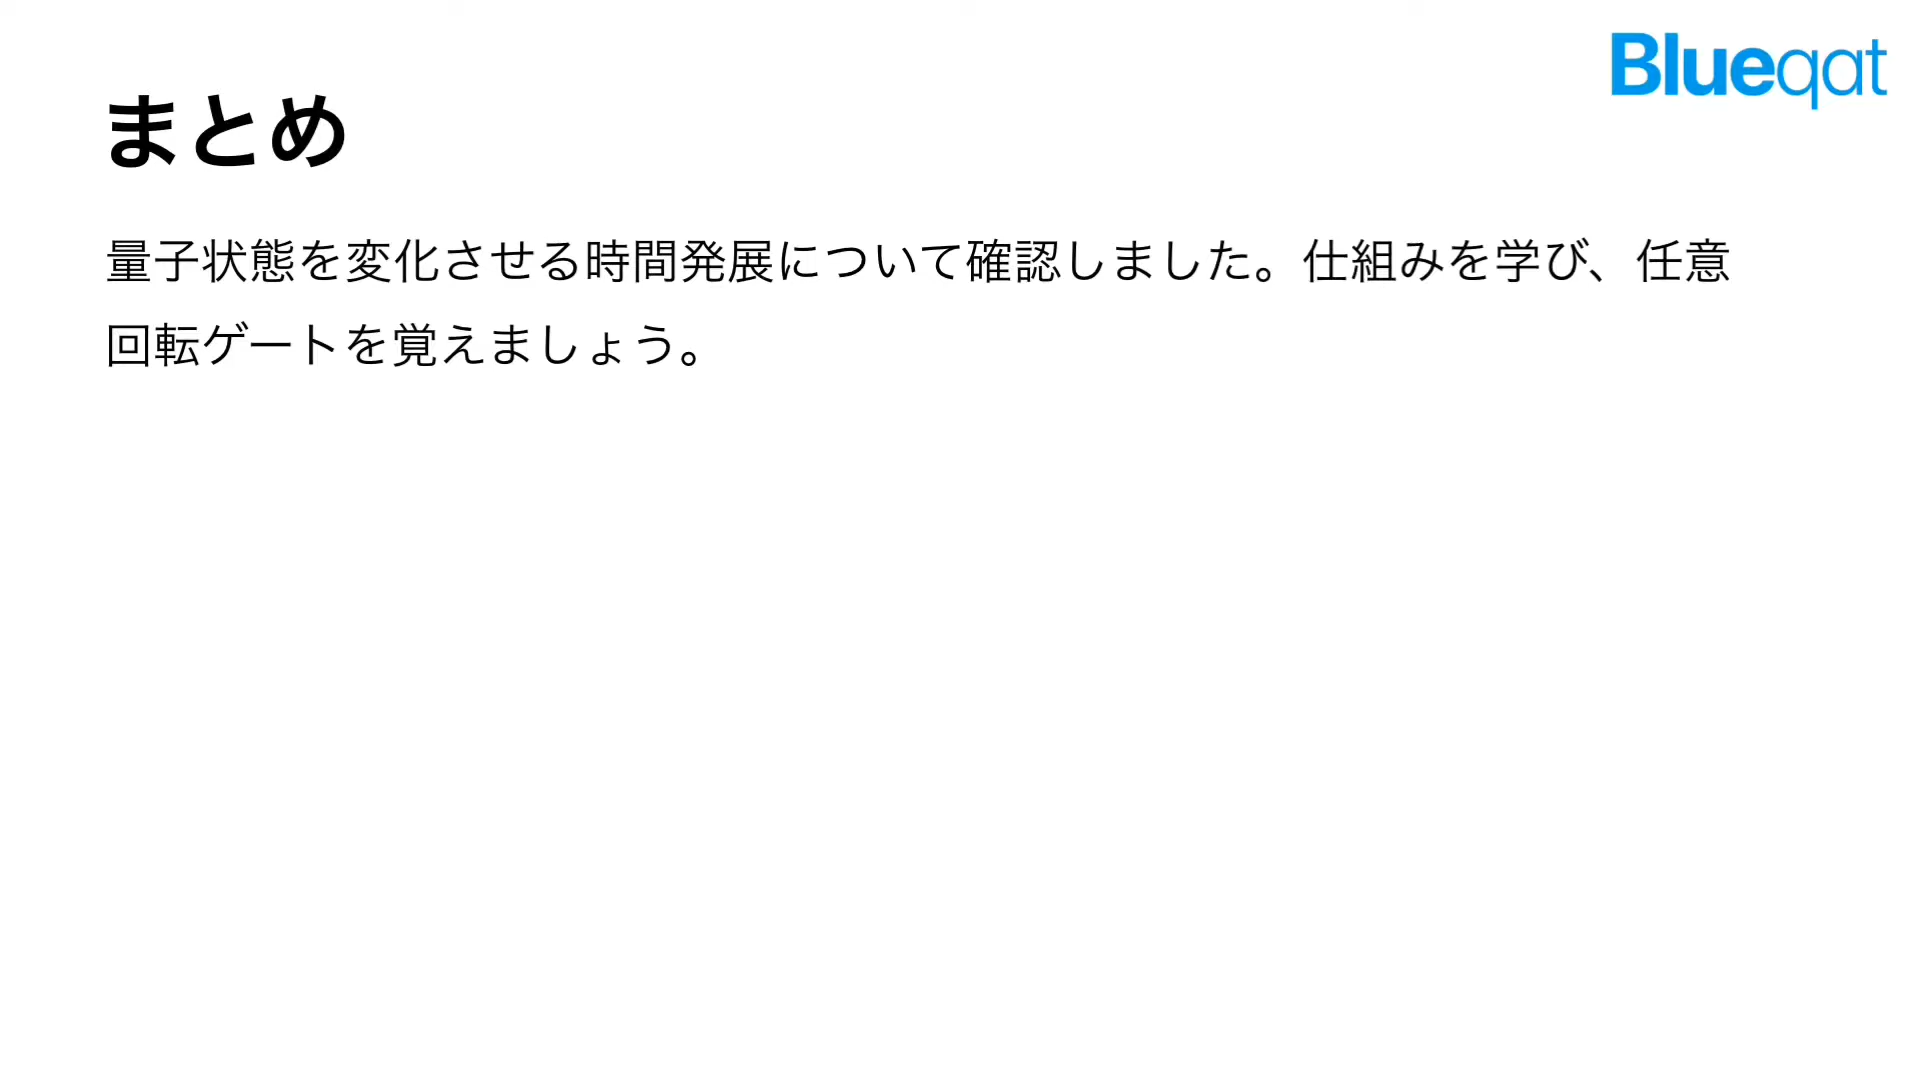 Blueqat
まとめ
量子状態を変化させる時間発展について確認しました。仕組みを学び、任意
回転ゲートを覚えましょう。